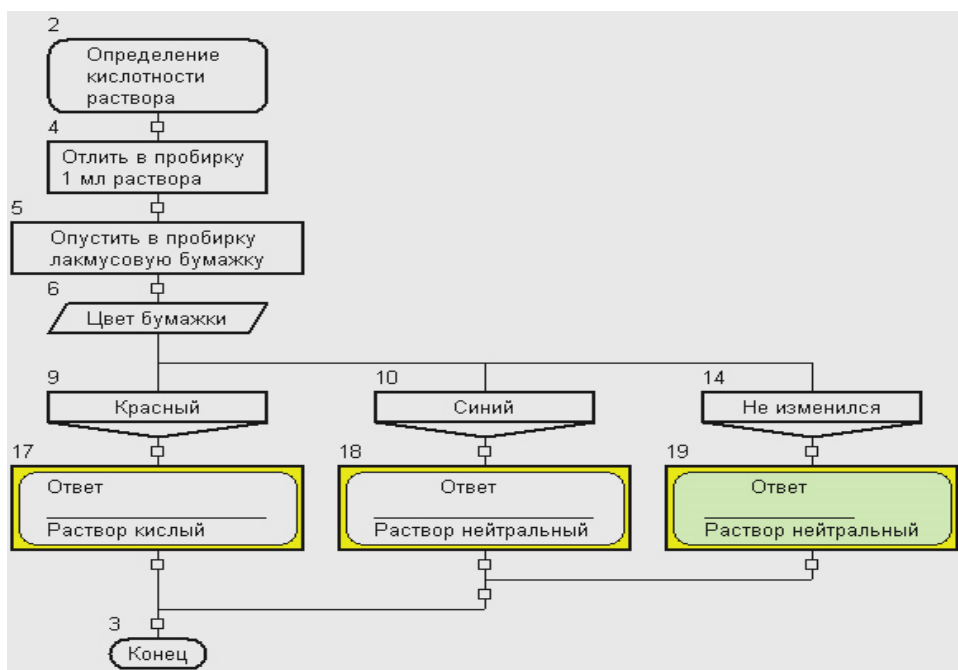 2
Определение
кислотности
раствора
4
Отлить в пробирку
1 мл раствора
5
Опустить в пробирку
лакмусовую бумажку
6
Цвет бумажки
9
Красный
10
Синий
14
Не изменился
17
Ответ
Раствор кислый
18
Ответ
Раствор нейтральный
19
Ответ
Раствор нейтральный
3
Конец